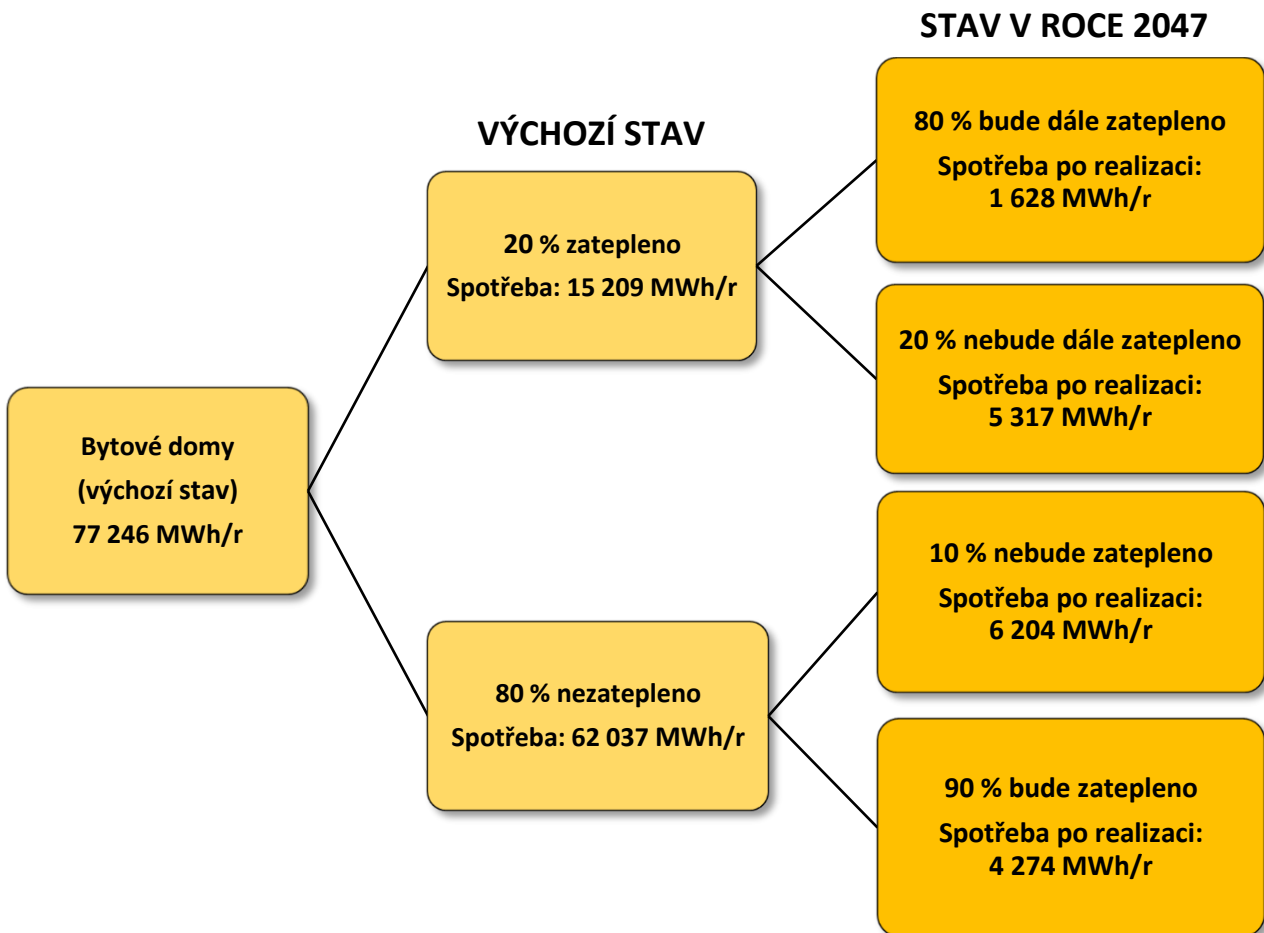 STAV V ROCE 2047
VÝCHOZÍ STAV
Bytové domy
(výchozí stav)
77 246 MWh/r
20 % zatepleno
Spotřeba: 15 209 MWh/r
80 % nezatepleno
Spotřeba: 62 037 MWh/r
80 % bude dále zatepleno
Spotřeba po realizaci:
1 628 MWh/r
20 % nebude dále zatepleno
Spotřeba po realizaci:
5 317 MWh/r
10 % nebude zatepleno
Spotřeba po realizaci:
6 204 MWh/r
90 % bude zatepleno
Spotřeba po realizaci:
4 274 MWh/r